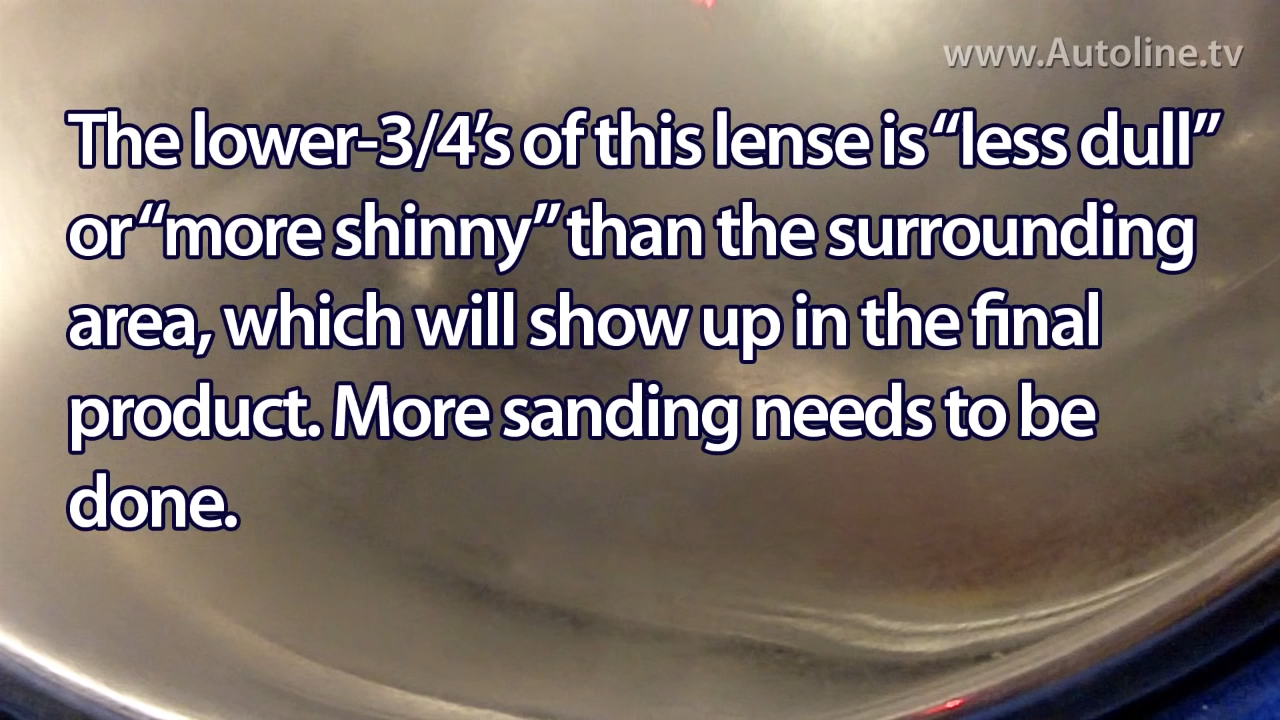 www.Autoline.tv
The lower-3/4’s of this lense is “less dull”
or “more shinny” than the surrounding
area, which will show up in the final
product. More sanding needs to be
done.